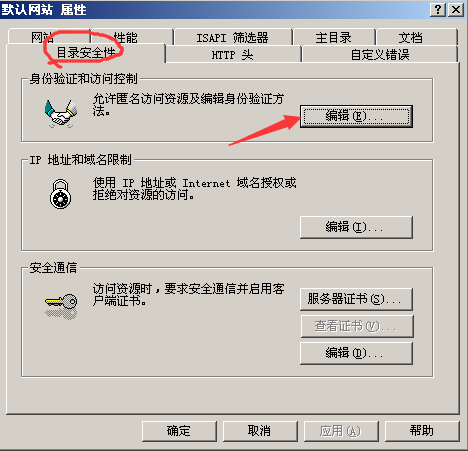 默认网站 属性
网站
性能
ISAPI 筛选器
主目录
文档
目录安全性
HTTP 头
自定义错误
身份验证和访问控制
允许匿名访问资源及编辑身份验证方
法。
编辑(E)...
IP 地址和域名限制
使用 IP 地址或 Internet 域名授权或
拒绝对资源的访问。
编辑(I)...
安全通信
访问资源时，要求安全通信并启用客
户端证书。
服务器证书(S)...
查看证书(V)...
编辑(D)...
确定
取消
应用(A)
帮助